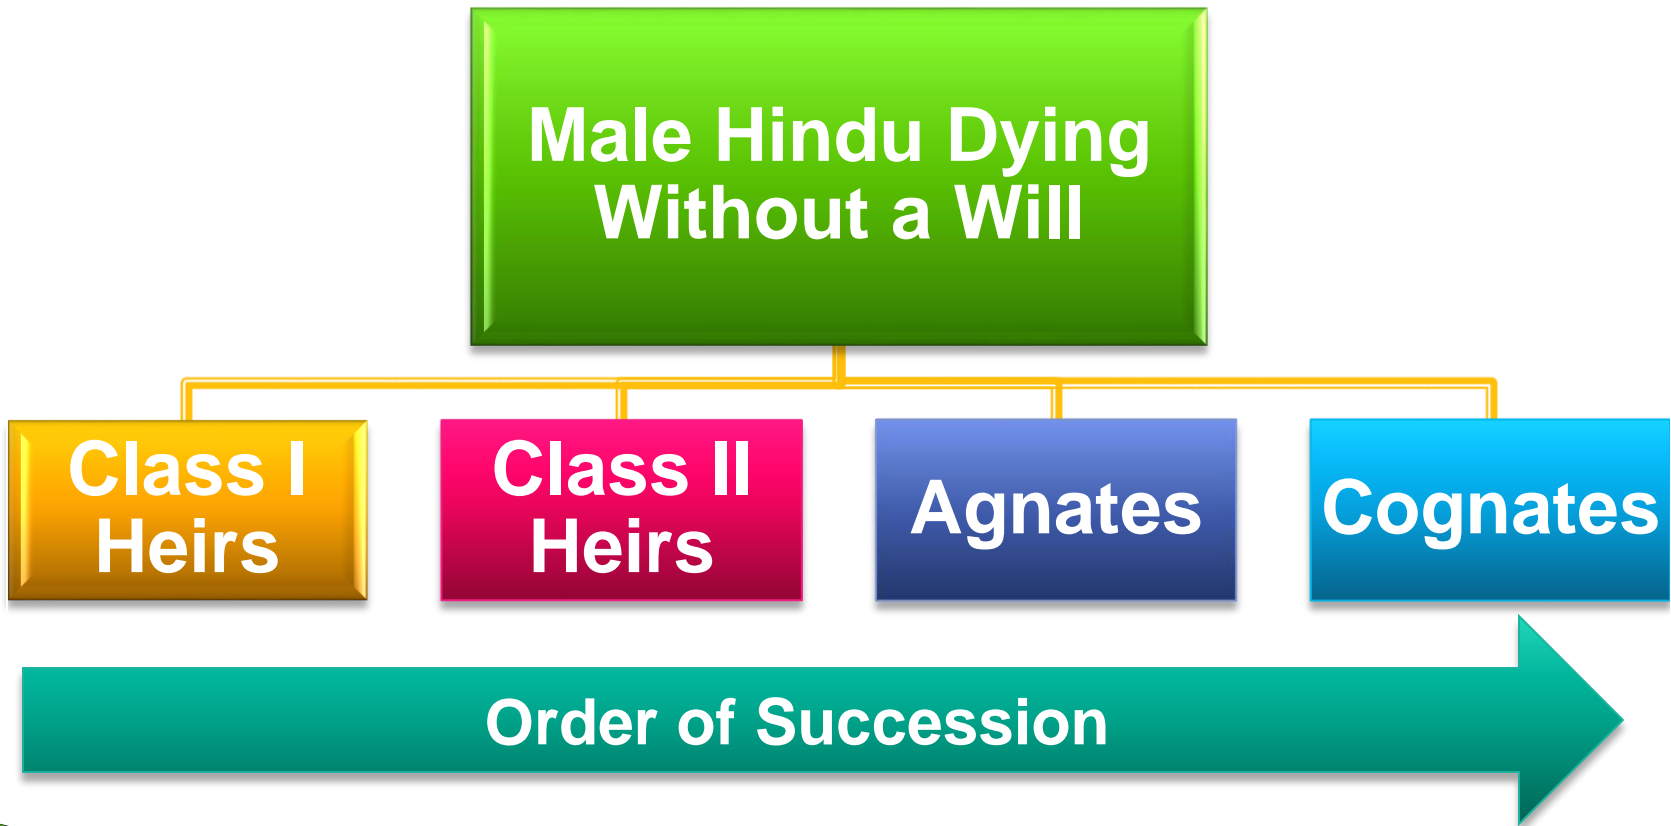 Male Hindu Dying
Without a Will
Class I
Heirs
Class II
Heirs
Agnates
Cognates
Order of Succession